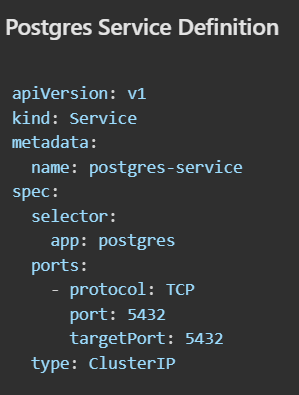 Postgres Service Definition
apiVersion: v1
kind: Service
metadata:
  name: postgres-service
spec:
  selector:
    app: postgres
  ports:
    - protocol: TCP
      port: 5432
      targetPort: 5432
  type: ClusterIP